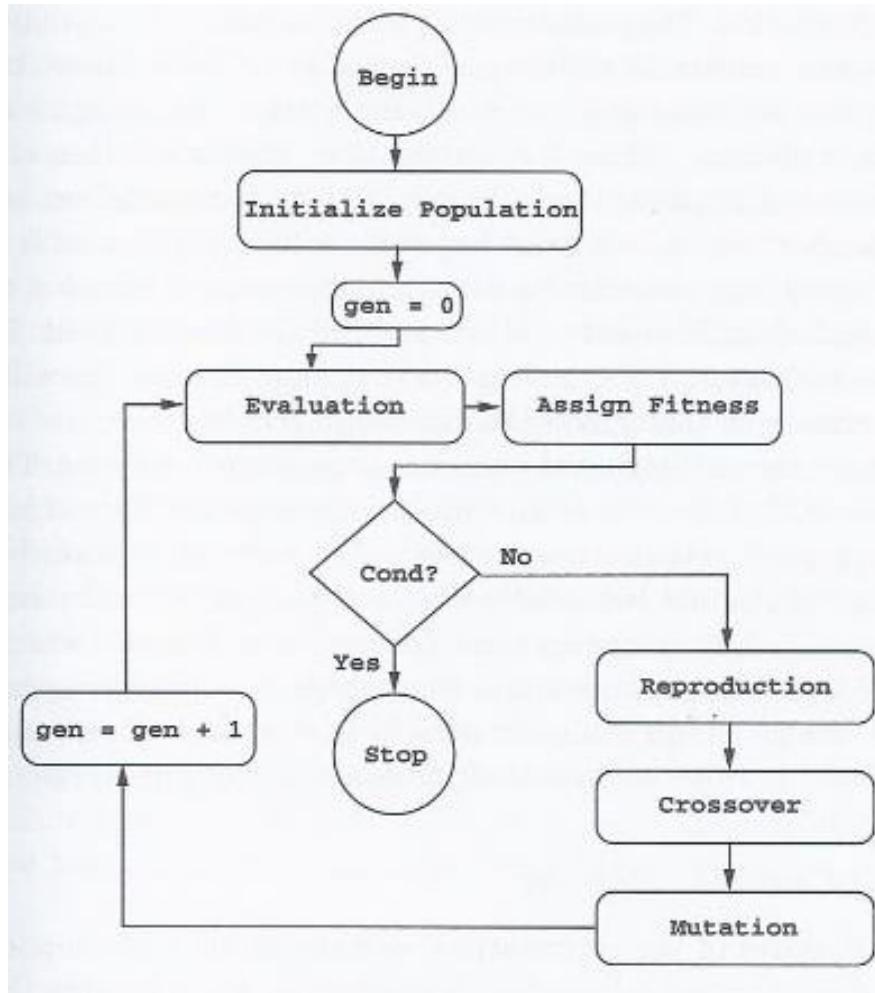 Begin
Initialize Population
gen = 0
Evaluation
Assign Fitness
Cond?
No
Yes
Reproduction
gen = gen + 1
Stop
Crossover
Mutation